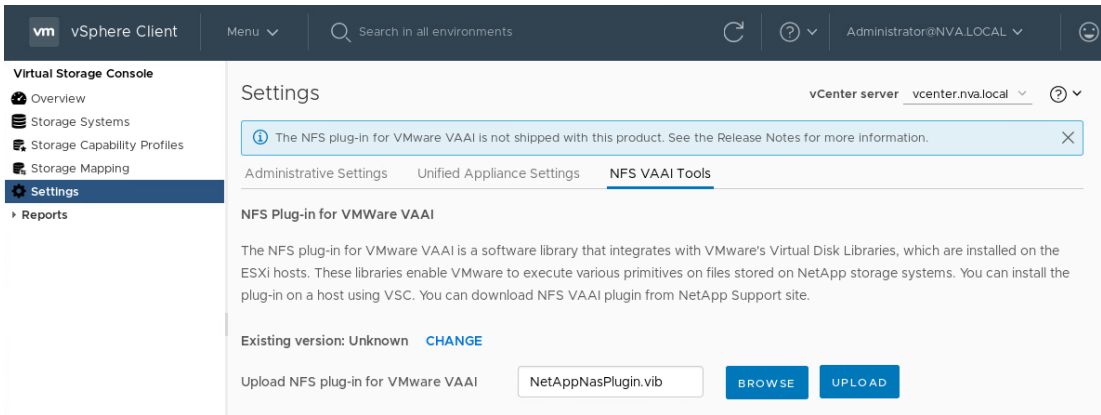 vm vSphere Client Menu Search in all environments Administrator@NVA.LOCAL
Virtual Storage Console
Overview
Storage Systems
Storage Capability Profiles
Storage Mapping
Settings
Reports
Settings
vCenter server vcenter.nva.local
The NFS plug-in for VMware VAAI is not shipped with this product. See the Release Notes for more information.
Administrative Settings Unified Appliance Settings NFS VAAI Tools
NFS Plug-in for VMWare VAAI
The NFS plug-in for VMware VAAI is a software library that integrates with VMware's Virtual Disk Libraries, which are installed on the
ESXi hosts. These libraries enable VMware to execute various primitives on files stored on NetApp storage systems. You can install the
plug-in on a host using VSC. You can download NFS VAAI plugin from NetApp Support site.
Existing version: Unknown CHANGE
Upload NFS plug-in for VMware VAAI NetAppNasPlugin.vib BROWSE UPLOAD